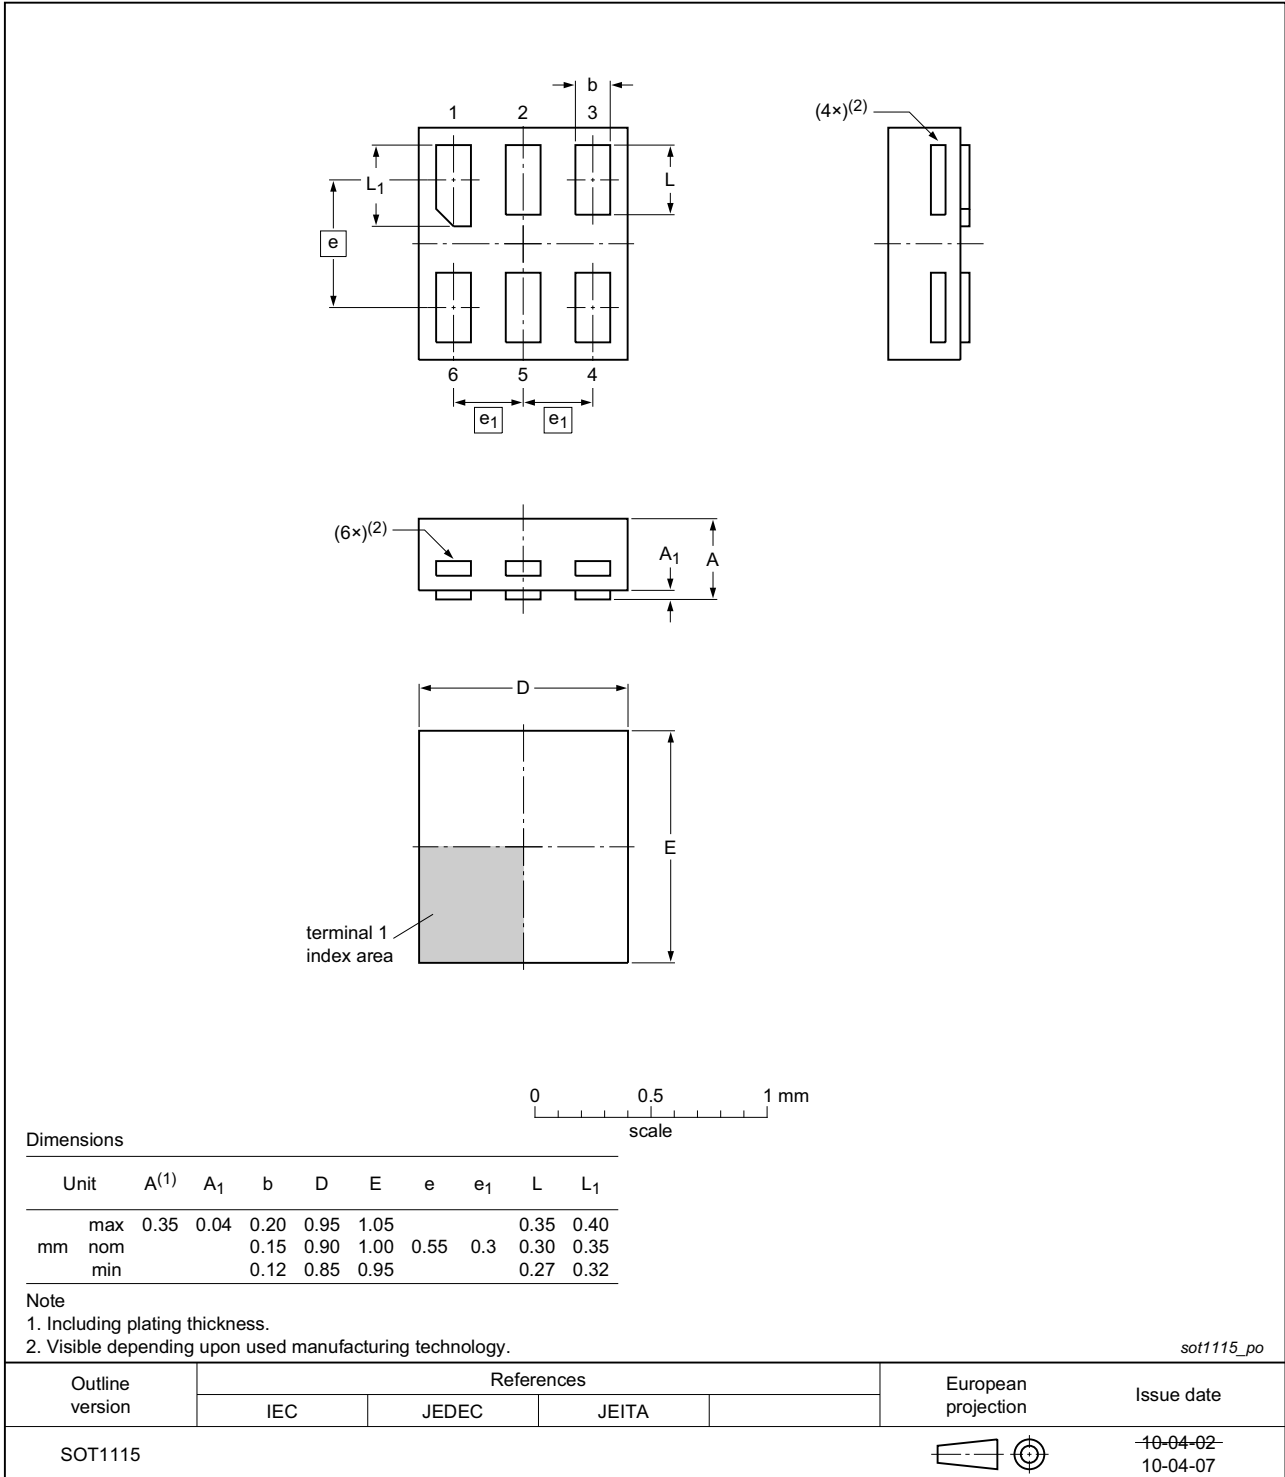 b
1 2 3
(4×)(2)
L1
L
e
6 5 4
e1 e1
(6×)(2)
A1 A
D
E
terminal 1
index area
0 0.5 1 mm
scale
Dimensions
Unit A(1) A1 b D E e e1 L L1
max 0.35 0.04 0.20 0.95 1.05 0.35 0.40
mm nom 0.15 0.90 1.00 0.55 0.3 0.30 0.35
min 0.12 0.85 0.95 0.27 0.32
Note
1. Including plating thickness.
2. Visible depending upon used manufacturing technology.
sot1115_po
Outline version References European projection Issue date
IEC JEDEC JEITA
SOT1115
10-04-02
10-04-07